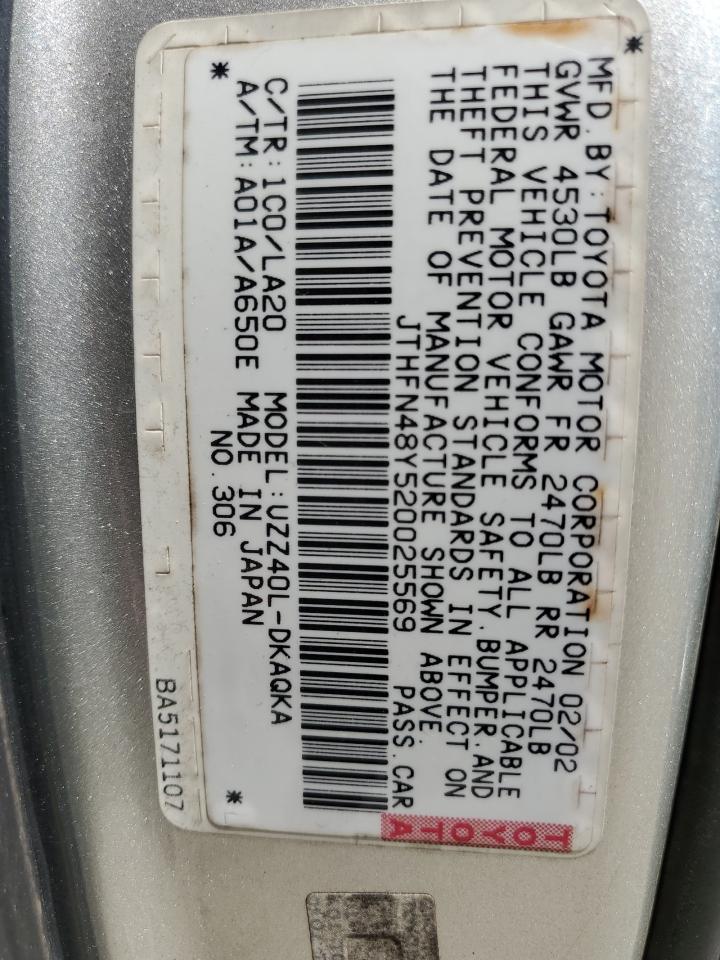 MFD. BY: TOYOTA MOTOR CORPORATION 02/02
GVWR 4530LB GAWR FR 2470LB RR 2470LB
THIS VEHICLE CONFORMS TO ALL APPLICABLE
FEDERAL MOTOR VEHICLE SAFETY, BUMPER, AND
THEFT PREVENTION STANDARDS IN EFFECT ON
THE DATE OF MANUFACTURE SHOWN ABOVE.
JTHFN48Y520025569 PASS.CAR
TOYOTA
C/TR:1C0/LA20 MODEL:UZZ40L-DKAQKA
A/TM:A01A/A650E MADE IN JAPAN
NO.306
BA5171107